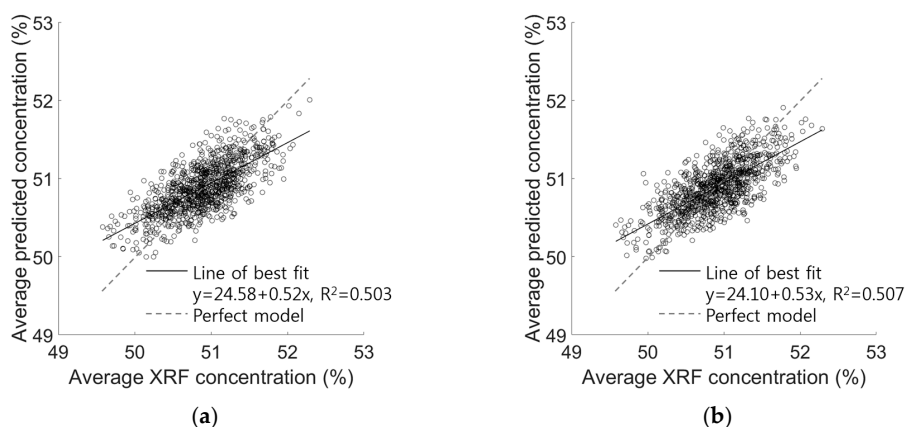 53
52
51
50
49
Average predicted concentration (%)
Line of best fit
y=24.58+0.52x, R²=0.503
Perfect model
49 50 51 52 53
Average XRF concentration (%)
(a)
53
52
51
50
49
Average predicted concentration (%)
Line of best fit
y=24.10+0.53x, R²=0.507
Perfect model
49 50 51 52 53
Average XRF concentration (%)
(b)